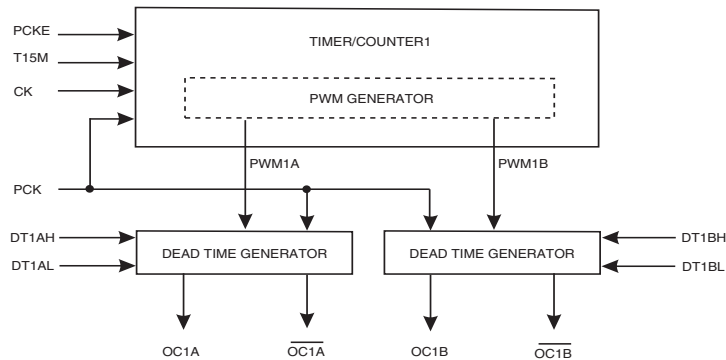 PCKE
TIMER/COUNTER1
T15M
CK
PWM GENERATOR
PWM1A
PWM1B
PCK
DT1AH
DT1BH
DEAD TIME GENERATOR
DEAD TIME GENERATOR
DT1AL
DT1BL
OC1A
OC1A
OC1B
OC1B